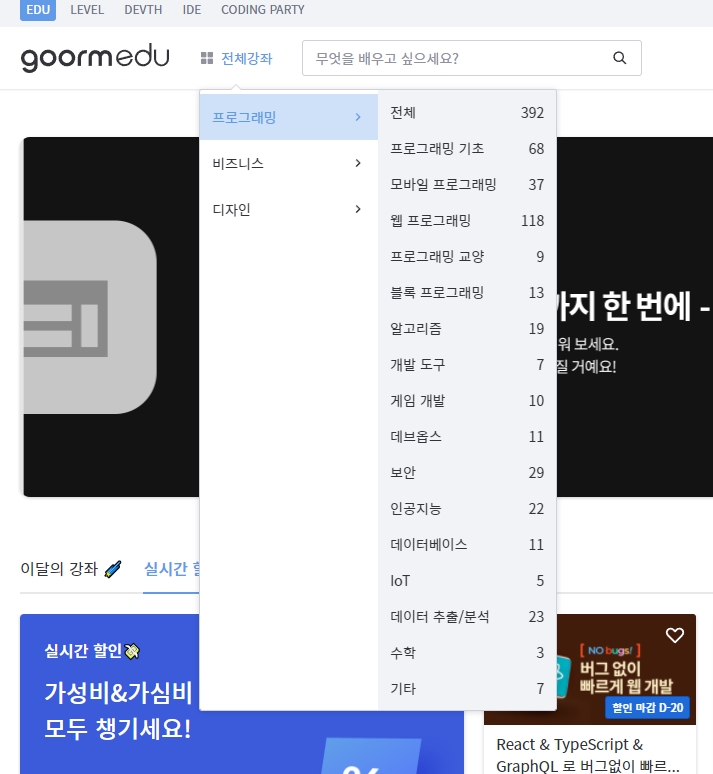 EDU LEVEL DEVTH IDE CODING PARTY
goormedu 전체강좌 무엇을 배우고 싶으세요?
프로그래밍
비즈니스
디자인
전체 392
프로그래밍 기초 68
모바일 프로그래밍 37
웹 프로그래밍 118
프로그래밍 교양 9
블록 프로그래밍 13
알고리즘 19
개발 도구 7
게임 개발 10
데브옵스 11
보안 29
인공지능 22
데이터베이스 11
IoT 5
데이터 추출/분석 23
수학 3
기타 7
까지 한 번에 -
워 보세요.
질 거예요!
이달의 강좌 실시간
실시간 할인
가성비&가심비
모두 챙기세요!
%
[ NO bugs! ]
버그 없이
빠르게 웹 개발
할인 마감 D-20
React & TypeScript &
GraphQL 로 버그없이 빠르...